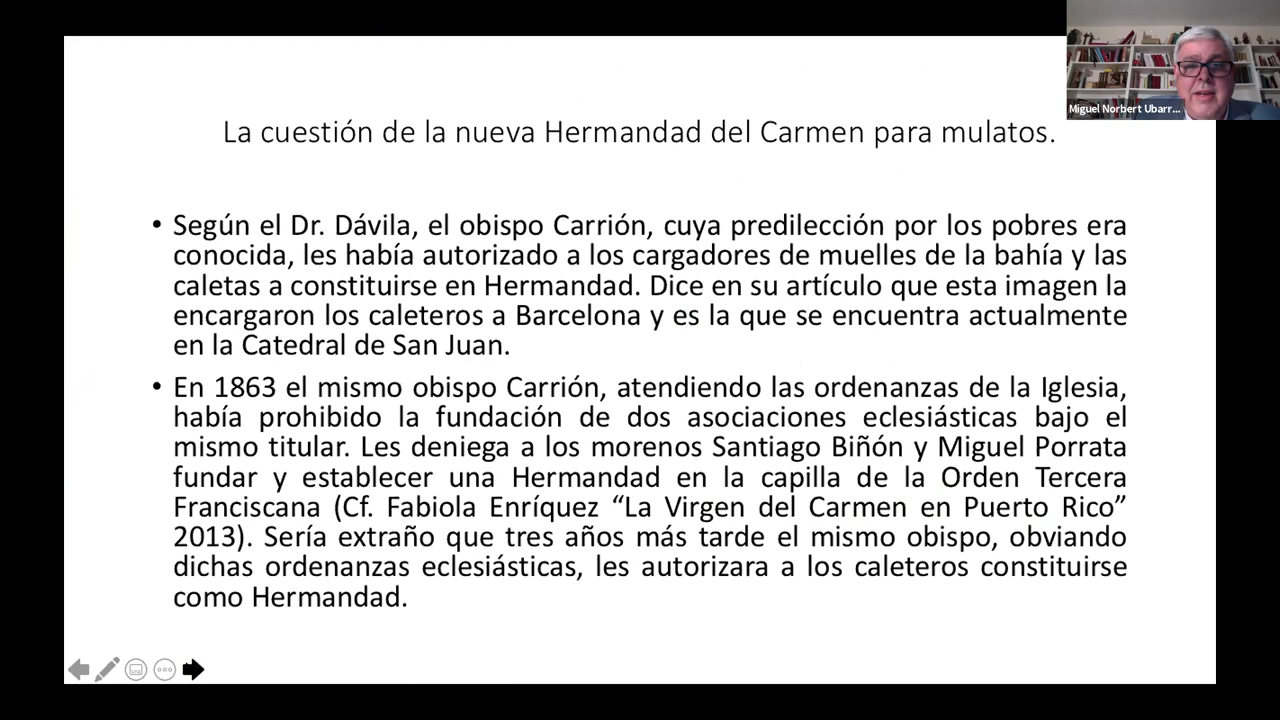 Miguel Norbert Ubarr...
La cuestión de la nueva Hermandad del Carmen para mulatos.
• Según el Dr. Dávila, el obispo Carrión, cuya predilección por los pobres era
conocida, les había autorizado a los cargadores de muelles de la bahía y las
caletas a constituirse en Hermandad. Dice en su artículo que esta imagen la
encargaron los caleteros a Barcelona y es la que se encuentra actualmente
en la Catedral de San Juan.
• En 1863 el mismo obispo Carrión, atendiendo las ordenanzas de la Iglesia,
había prohibido la fundación de dos asociaciones eclesiásticas bajo el
mismo titular. Les deniega a los morenos Santiago Biñón y Miguel Porrata
fundar y establecer una Hermandad en la capilla de la Orden Tercera
Franciscana (Cf. Fabiola Enríquez “La Virgen del Carmen en Puerto Rico”
2013). Sería extraño que tres años más tarde el mismo obispo, obviando
dichas ordenanzas eclesiásticas, les autorizara a los caleteros constituirse
como Hermandad.